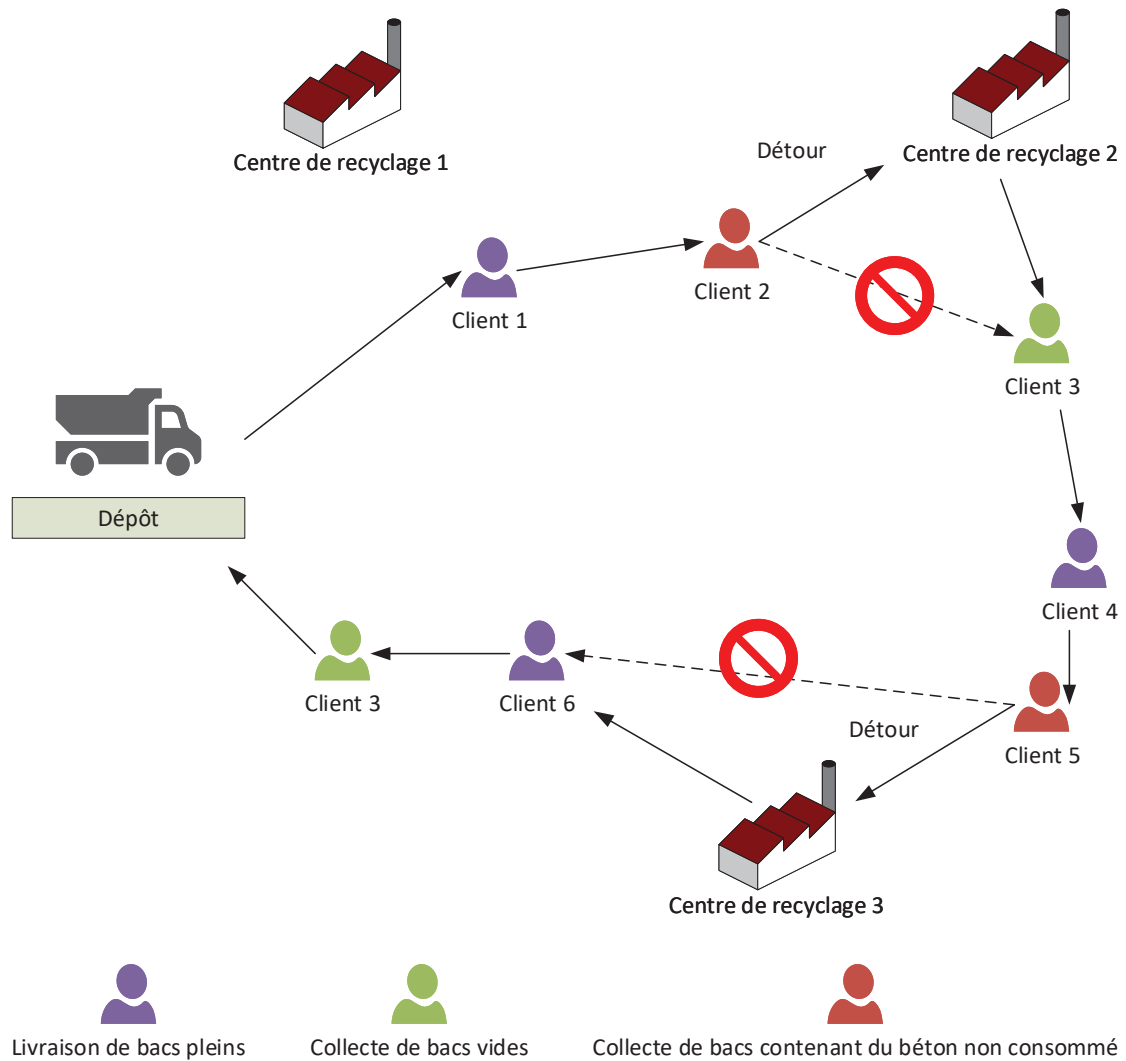 Centre de recyclage 1
Détour
Centre de recyclage 2
Client 1
Client 2
Client 3
Dépôt
Client 4
Client 3
Client 6
Détour
Client 5
Centre de recyclage 3
Livraison de bacs pleins
Collecte de bacs vides
Collecte de bacs contenant du béton non consommé